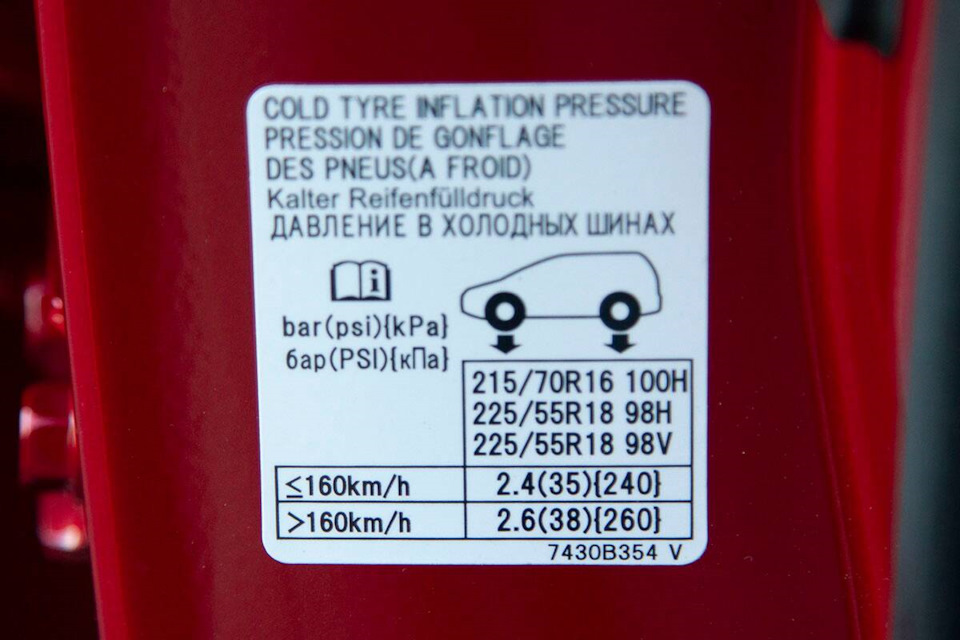 COLD TYRE INFLATION PRESSURE
PRESSION DE GONFLAGE
DES PNEUS(A FROID)
Kalter Reifenfülldruck
ДАВЛЕНИЕ В ХОЛОДНЫХ ШИНАХ
i
bar(psi){kPa}
бар(PSI){кПа}
215/70R16 100H
225/55R18 98H
225/55R18 98V
≤160km/h 2.4(35){240}
>160km/h 2.6(38){260}
7430B354 V